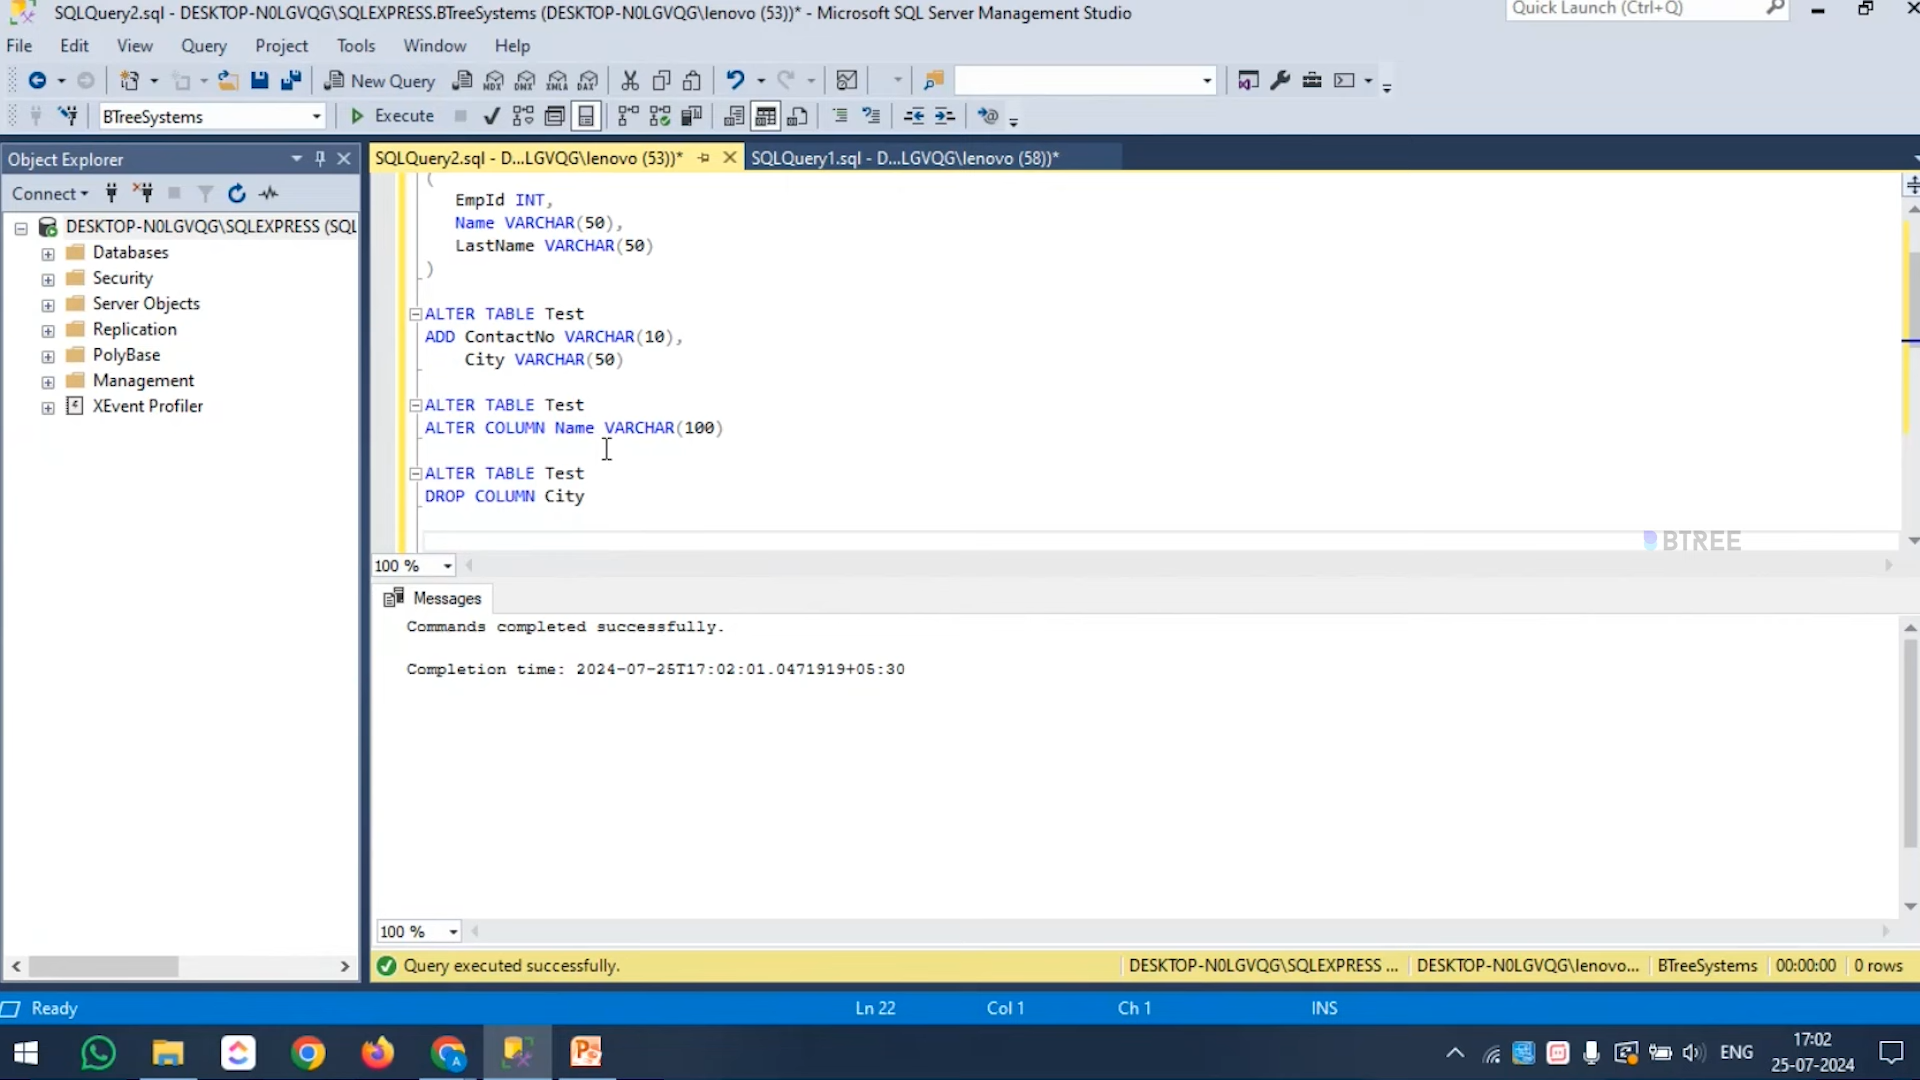 SQLQuery2.sql - DESKTOP-N0LGVQG\SQLEXPRESS.BTreeSystems (DESKTOP-N0LGVQG\lenovo (53))* - Microsoft SQL Server Management Studio
Quick Launch (Ctrl+Q)
File Edit View Query Project Tools Window Help
New Query MDX DMX XMLA DAX
BTreeSystems Execute
Object Explorer
SQLQuery2.sql - D...LGVQG\lenovo (53))* SQLQuery1.sql - D...LGVQG\lenovo (58))*
Connect
DESKTOP-N0LGVQG\SQLEXPRESS (SQL
Databases
Security
Server Objects
Replication
PolyBase
Management
XEvent Profiler
(
EmpId INT,
Name VARCHAR(50),
LastName VARCHAR(50)
)
ALTER TABLE Test
ADD ContactNo VARCHAR(10),
City VARCHAR(50)
ALTER TABLE Test
ALTER COLUMN Name VARCHAR(100)
ALTER TABLE Test
DROP COLUMN City
BTREE
100 %
Messages
Commands completed successfully.
Completion time: 2024-07-25T17:02:01.0471919+05:30
100 %
Query executed successfully. DESKTOP-N0LGVQG\SQLEXPRESS ... DESKTOP-N0LGVQG\lenovo... BTreeSystems 00:00:00 0 rows
Ready Ln 22 Col 1 Ch 1 INS
ENG
17:02
25-07-2024